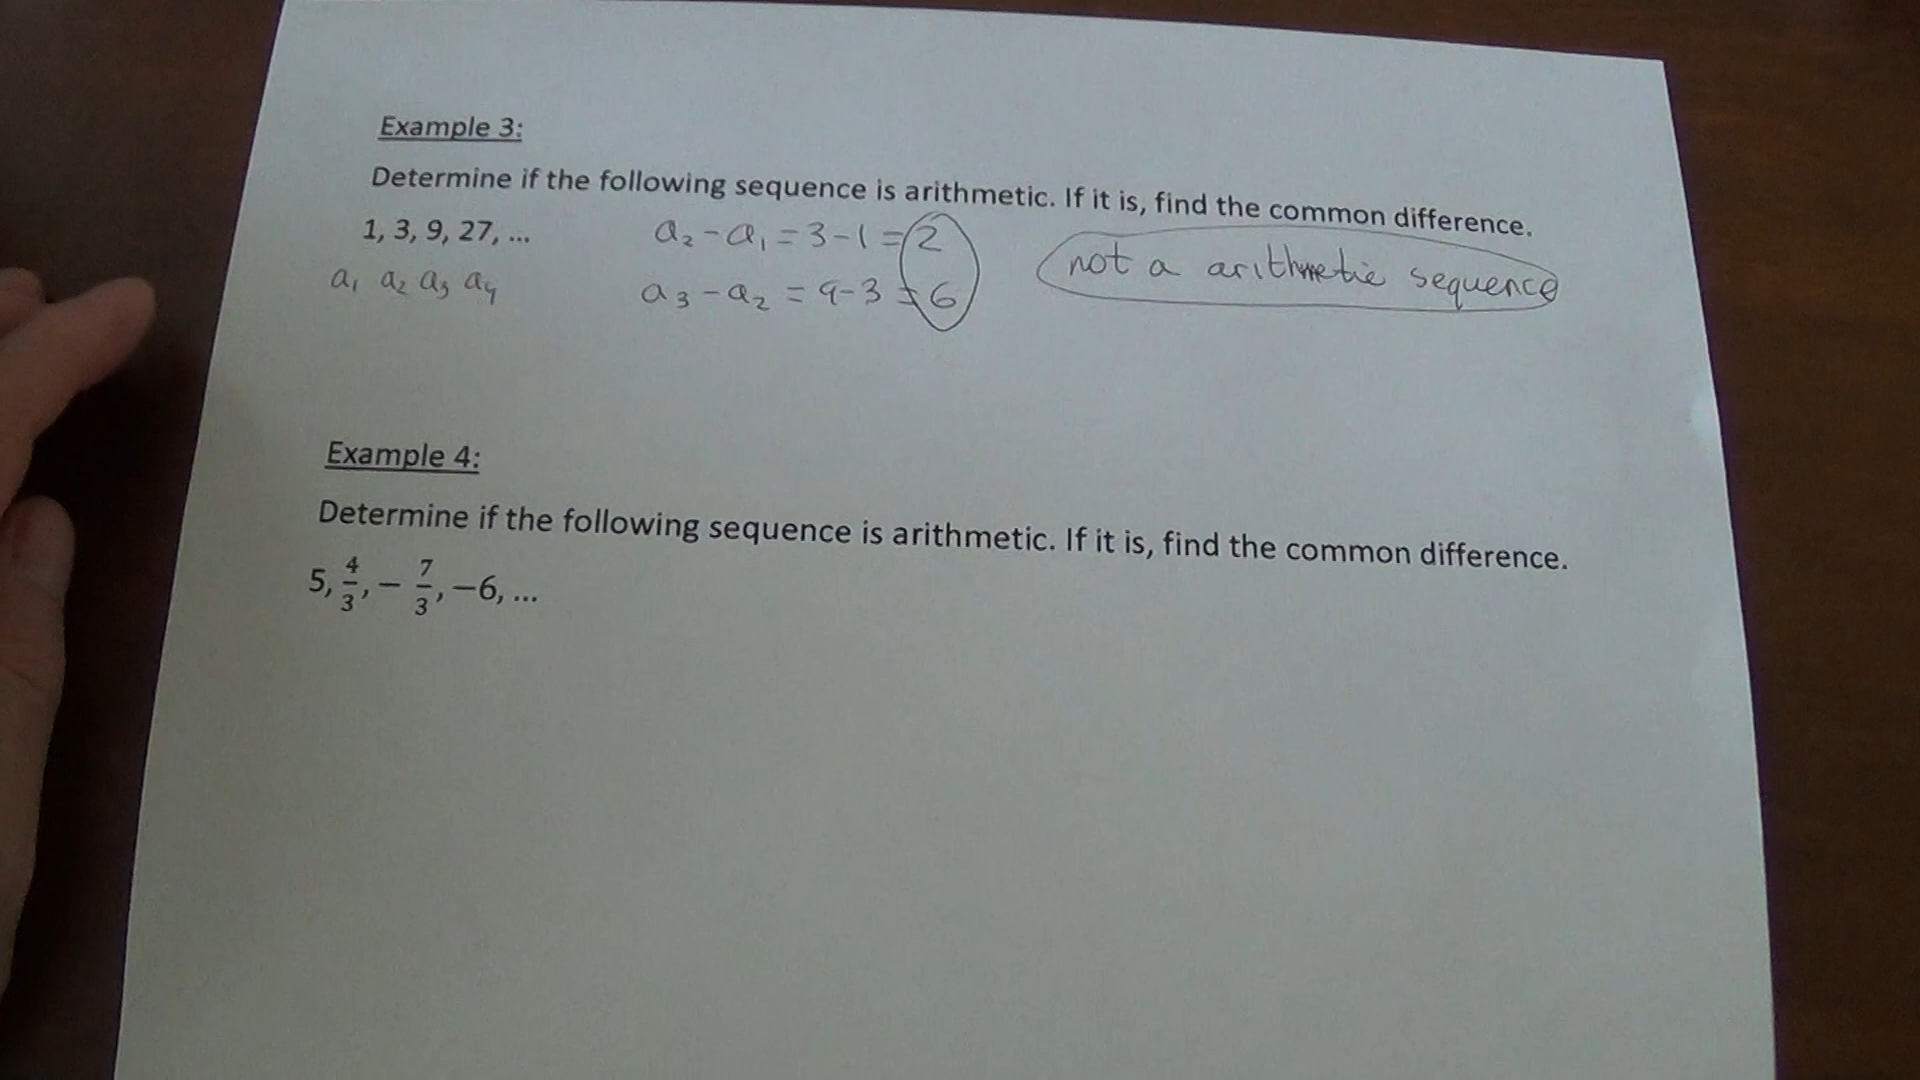 Example 3:
Determine if the following sequence is arithmetic. If it is, find the common difference.
1, 3, 9, 27, ...
a₁ a₂ a₃ a₄
a₂ - a₁ = 3 - 1 = 2
a₃ - a₂ = 9 - 3 = 6
not a arithmetic sequence
Example 4:
Determine if the following sequence is arithmetic. If it is, find the common difference.
5, 4/3, - 7/3, -6, ...